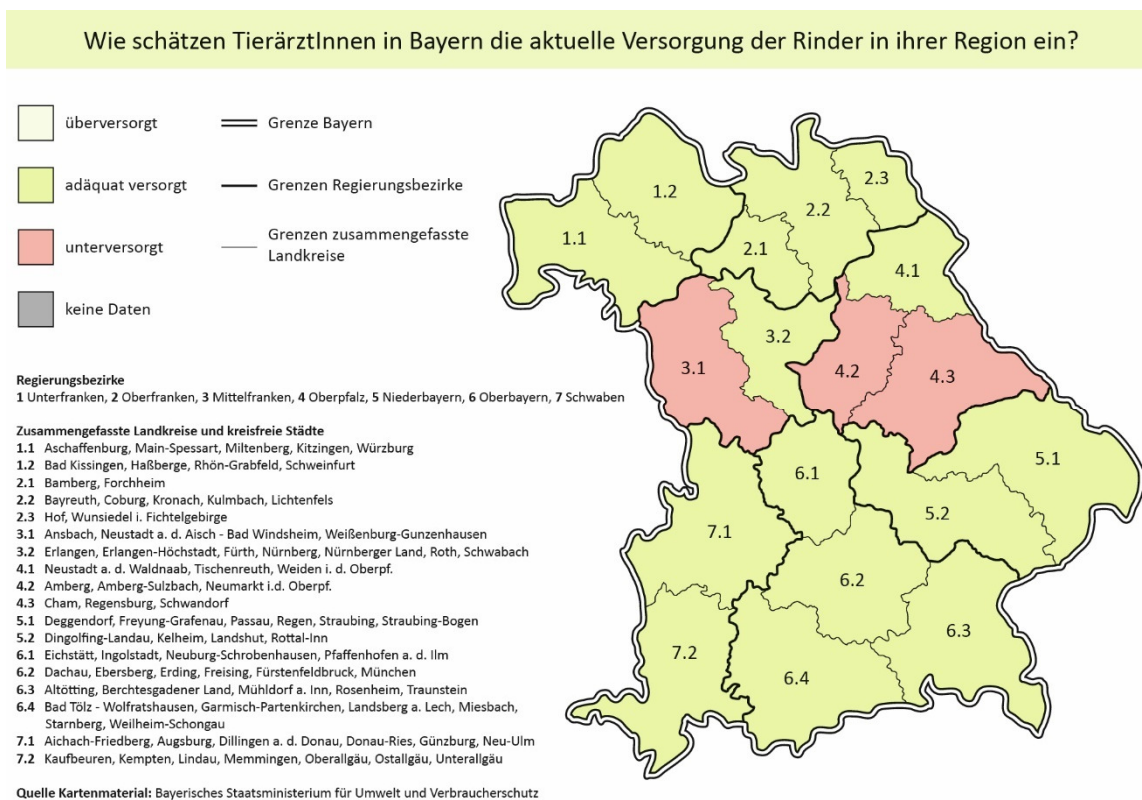 Wie schätzen TierärztInnen in Bayern die aktuelle Versorgung der Rinder in ihrer Region ein?
überversorgt
adäquat versorgt
unterversorgt
keine Daten
Grenze Bayern
Grenzen Regierungsbezirke
Grenzen zusammengefasste
Landkreise
Regierungsbezirke
1 Unterfranken, 2 Oberfranken, 3 Mittelfranken, 4 Oberpfalz, 5 Niederbayern, 6 Oberbayern, 7 Schwaben
Zusammengefasste Landkreise und kreisfreie Städte
1.1 Aschaffenburg, Main-Spessart, Miltenberg, Kitzingen, Würzburg
1.2 Bad Kissingen, Haßberge, Rhön-Grabfeld, Schweinfurt
2.1 Bamberg, Forchheim
2.2 Bayreuth, Coburg, Kronach, Kulmbach, Lichtenfels
2.3 Hof, Wunsiedel i. Fichtelgebirge
3.1 Ansbach, Neustadt a. d. Aisch - Bad Windsheim, Weißenburg-Gunzenhausen
3.2 Erlangen, Erlangen-Höchstadt, Fürth, Nürnberg, Nürnberger Land, Roth, Schwabach
4.1 Neustadt a. d. Waldnaab, Tischenreuth, Weiden i. d. Oberpf.
4.2 Amberg, Amberg-Sulzbach, Neumarkt i.d. Oberpf.
4.3 Cham, Regensburg, Schwandorf
5.1 Deggendorf, Freyung-Grafenau, Passau, Regen, Straubing, Straubing-Bogen
5.2 Dingolfing-Landau, Kelheim, Landshut, Rottal-Inn
6.1 Eichstätt, Ingolstadt, Neuburg-Schrobenhausen, Pfaffenhofen a. d. Ilm
6.2 Dachau, Ebersberg, Erding, Freising, Fürstenfeldbruck, München
6.3 Altötting, Berchtesgadener Land, Mühldorf a. Inn, Rosenheim, Traunstein
6.4 Bad Tölz - Wolfratshausen, Garmisch-Partenkirchen, Landsberg a. Lech, Miesbach,
Starnberg, Weilheim-Schongau
7.1 Aichach-Friedberg, Augsburg, Dillingen a. d. Donau, Donau-Ries, Günzburg, Neu-Ulm
7.2 Kaufbeuren, Kempten, Lindau, Memmingen, Oberallgäu, Ostallgäu, Unterallgäu
Quelle Kartenmaterial: Bayerisches Staatsministerium für Umwelt und Verbraucherschutz
1.2
2.3
2.2
1.1
2.1
4.1
3.2
3.1
4.2
4.3
5.1
6.1
5.2
7.1
6.2
6.3
7.2
6.4